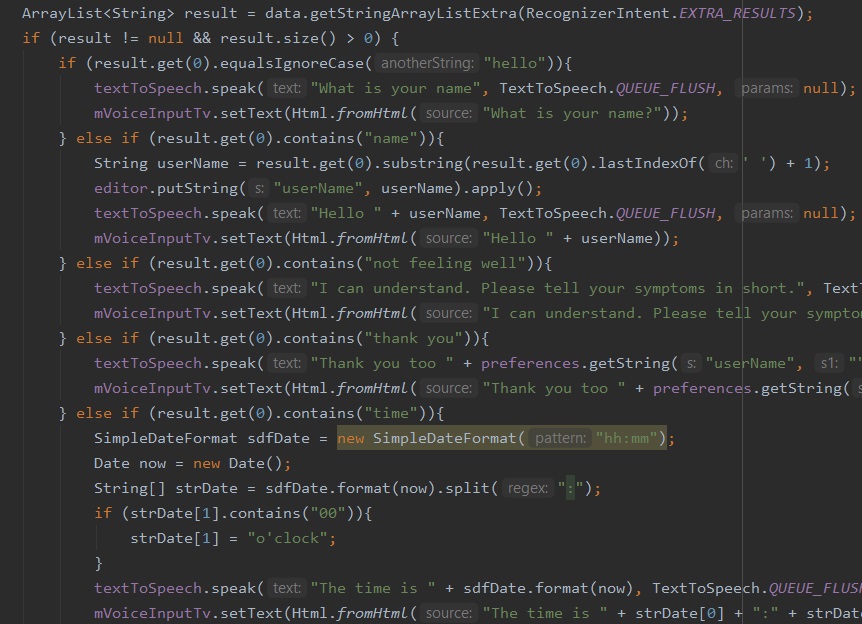 ArrayList<String> result = data.getStringArrayListExtra(RecognizerIntent.EXTRA_RESULTS);
if (result != null && result.size() > 0) {
if (result.get(0).equalsIgnoreCase( anotherString: "hello")){
textToSpeech.speak( text: "What is your name", TextToSpeech.QUEUE_FLUSH, params: null);
mVoiceInputTv.setText(Html.fromHtml( source: "What is your name?"));
} else if (result.get(0).contains("name")){
String userName = result.get(0).substring(result.get(0).lastIndexOf( ch: ' ') + 1);
editor.putString( s: "userName", userName).apply();
textToSpeech.speak( text: "Hello " + userName, TextToSpeech.QUEUE_FLUSH, params: null);
mVoiceInputTv.setText(Html.fromHtml( source: "Hello " + userName));
} else if (result.get(0).contains("not feeling well")){
textToSpeech.speak( text: "I can understand. Please tell your symptoms in short.", TextT
mVoiceInputTv.setText(Html.fromHtml( source: "I can understand. Please tell your sympto
} else if (result.get(0).contains("thank you")){
textToSpeech.speak( text: "Thank you too " + preferences.getString( s: "userName", s1: ""
mVoiceInputTv.setText(Html.fromHtml( source: "Thank you too " + preferences.getString( s
} else if (result.get(0).contains("time")){
SimpleDateFormat sdfDate = new SimpleDateFormat( pattern: "hh:mm");
Date now = new Date();
String[] strDate = sdfDate.format(now).split( regex: ":");
if (strDate[1].contains("00")){
strDate[1] = "o'clock";
}
textToSpeech.speak( text: "The time is " + sdfDate.format(now), TextToSpeech.QUEUE_FLUS
mVoiceInputTv.setText(Html.fromHtml( source: "The time is " + strDate[0] + ":" + strDat